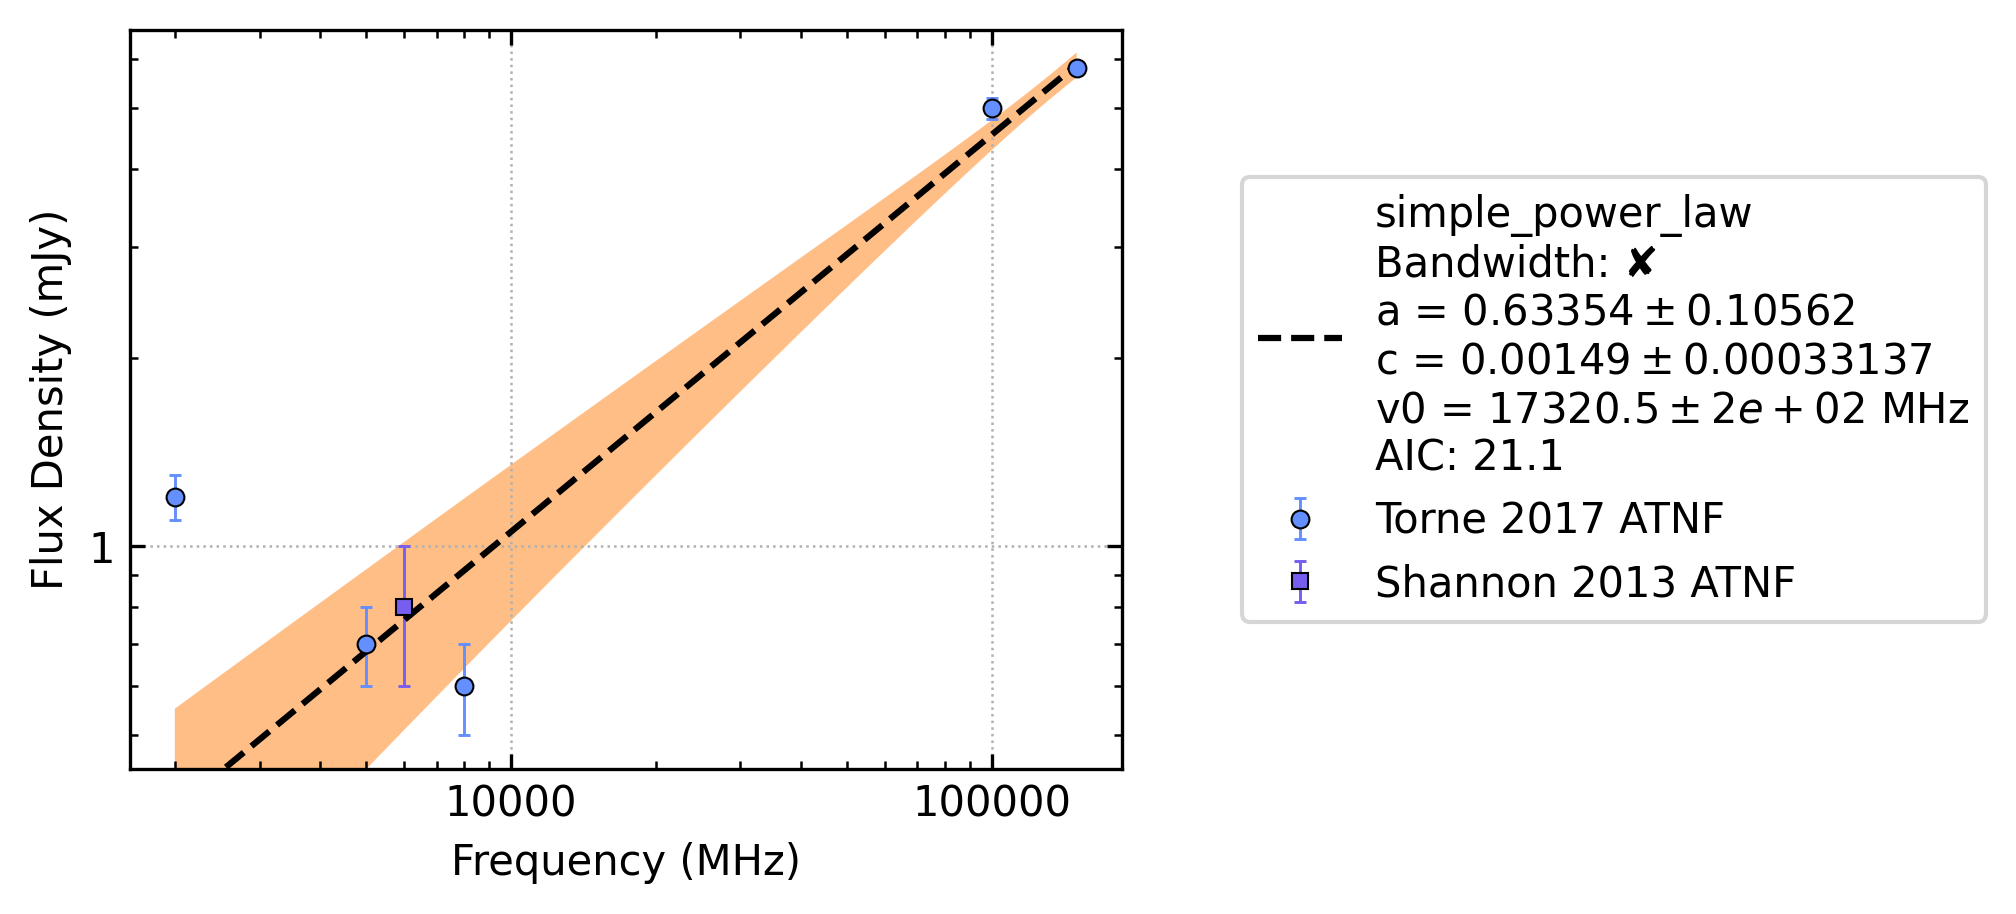 Flux Density (mJy)
1
10000
100000
Frequency (MHz)
simple_power_law
Bandwidth: ✘
a = 0.63354 ± 0.10562
c = 0.00149 ± 0.00033137
v0 = 17320.5 ± 2e + 02 MHz
AIC: 21.1
Torne 2017 ATNF
Shannon 2013 ATNF